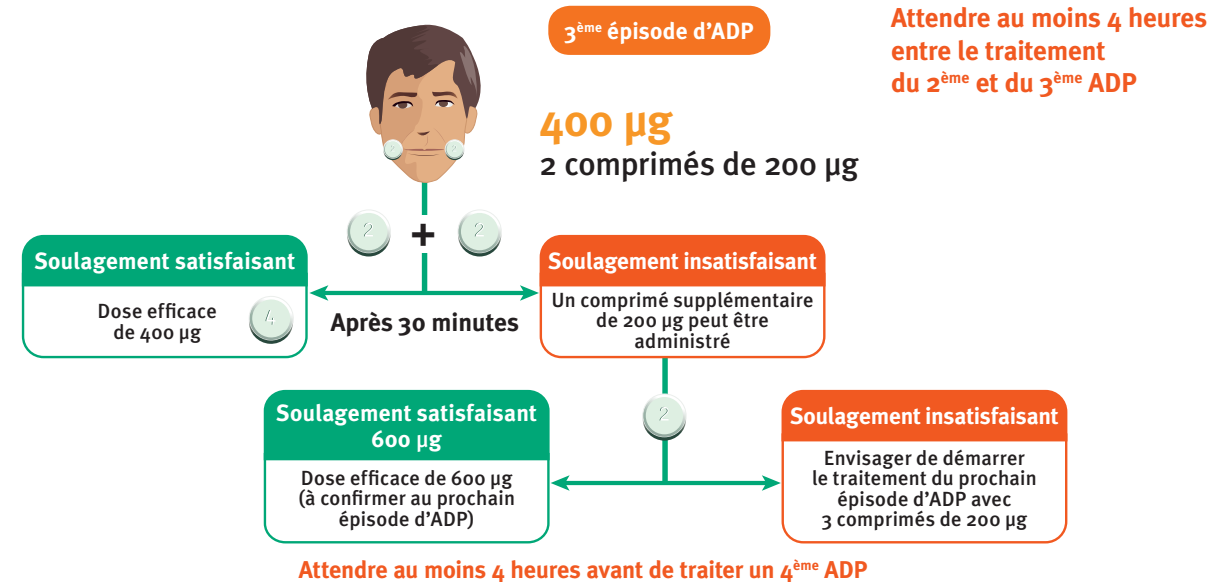 3ème épisode d’ADP
Attendre au moins 4 heures
entre le traitement
du 2ème et du 3ème ADP
400 µg
2 comprimés de 200 µg
2
2
2 + 2
Soulagement satisfaisant
Dose efficace
de 400 µg
4
Après 30 minutes
Soulagement insatisfaisant
Un comprimé supplémentaire
de 200 µg peut être
administré
2
Soulagement satisfaisant
600 µg
Dose efficace de 600 µg
(à confirmer au prochain
épisode d’ADP)
Soulagement insatisfaisant
Envisager de démarrer
le traitement du prochain
épisode d’ADP avec
3 comprimés de 200 µg
Attendre au moins 4 heures avant de traiter un 4ème ADP